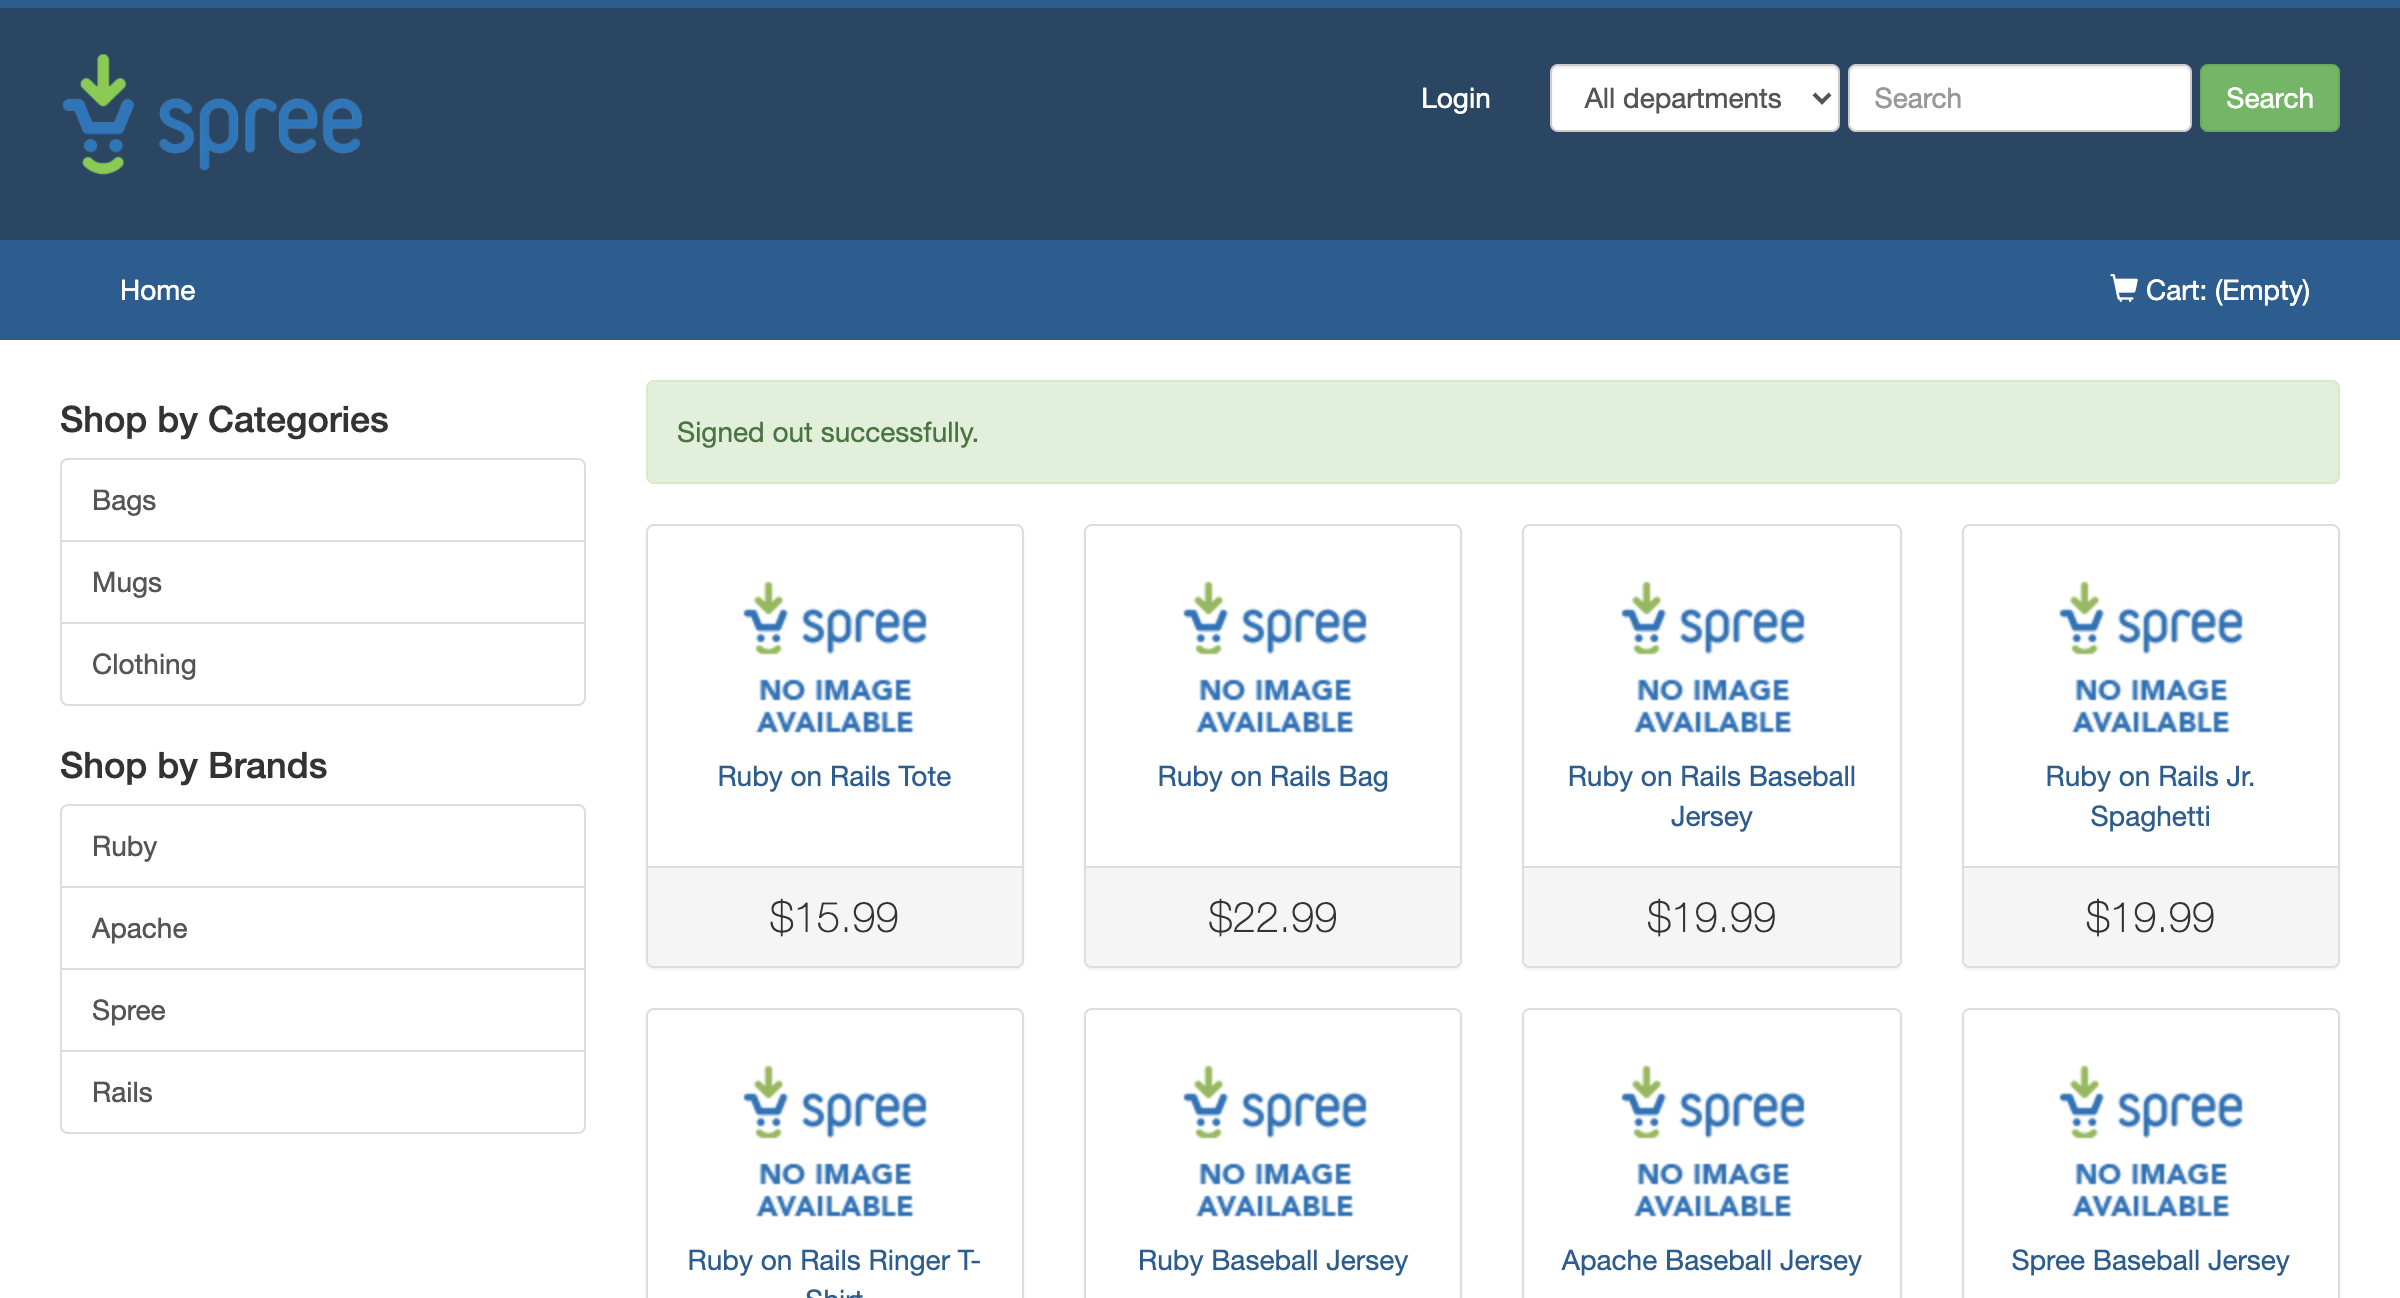 spree
Login
All departments
Search
Search
Home
Cart: (Empty)
Shop by Categories
Bags
Mugs
Clothing
Shop by Brands
Ruby
Apache
Spree
Rails
Signed out successfully.
spree
NO IMAGE
AVAILABLE
Ruby on Rails Tote
$15.99
spree
NO IMAGE
AVAILABLE
Ruby on Rails Bag
$22.99
spree
NO IMAGE
AVAILABLE
Ruby on Rails Baseball
Jersey
$19.99
spree
NO IMAGE
AVAILABLE
Ruby on Rails Jr.
Spaghetti
$19.99
spree
NO IMAGE
AVAILABLE
Ruby on Rails Ringer T-
Shirt
spree
NO IMAGE
AVAILABLE
Ruby Baseball Jersey
spree
NO IMAGE
AVAILABLE
Apache Baseball Jersey
spree
NO IMAGE
AVAILABLE
Spree Baseball Jersey